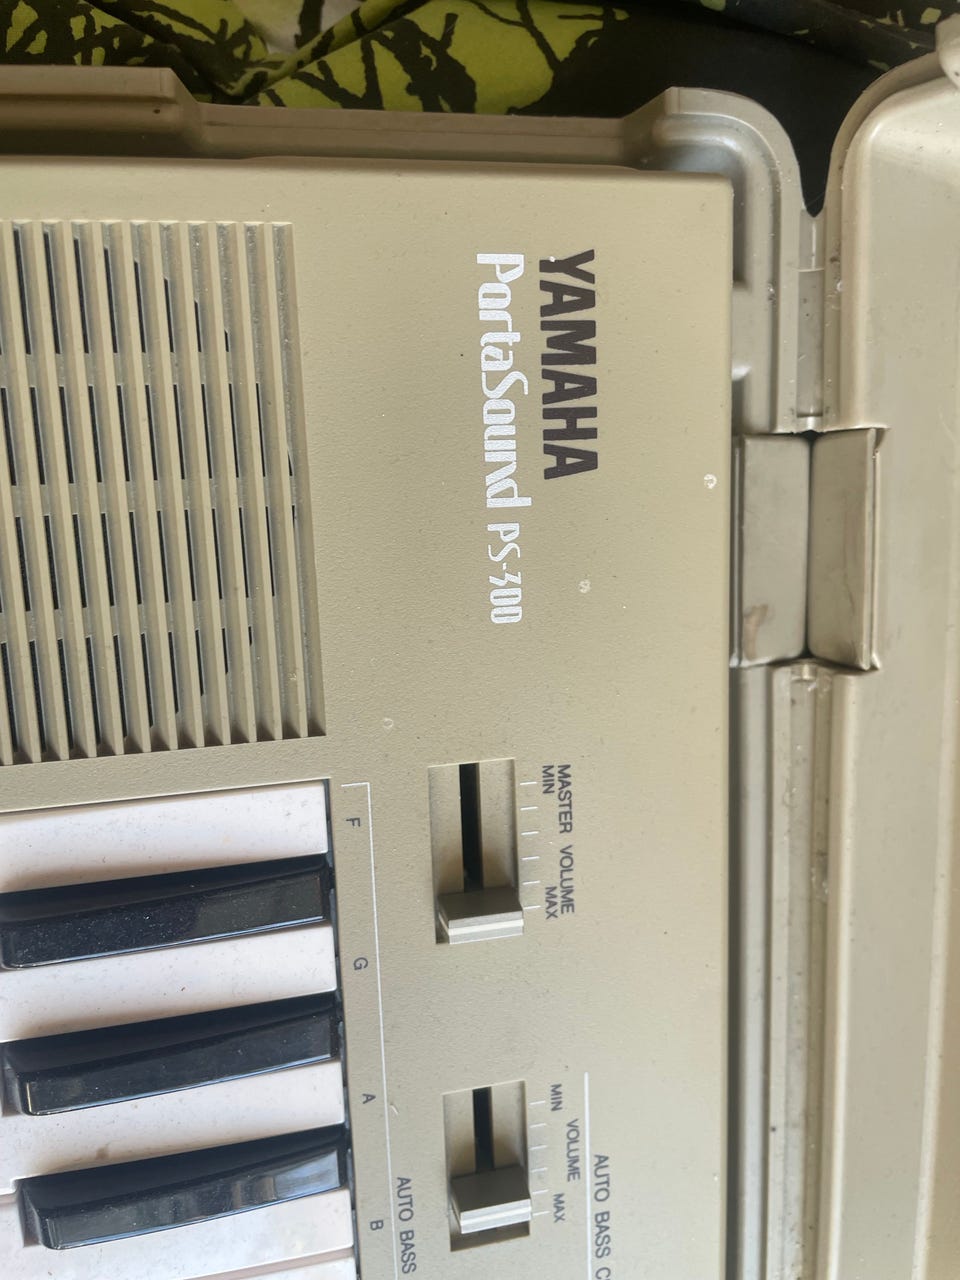 YAMAHA
PortaSound PS-300
MASTER VOLUME
MIN MAX
AUTO BASS C
VOLUME
MIN MAX
F G A B
AUTO BASS